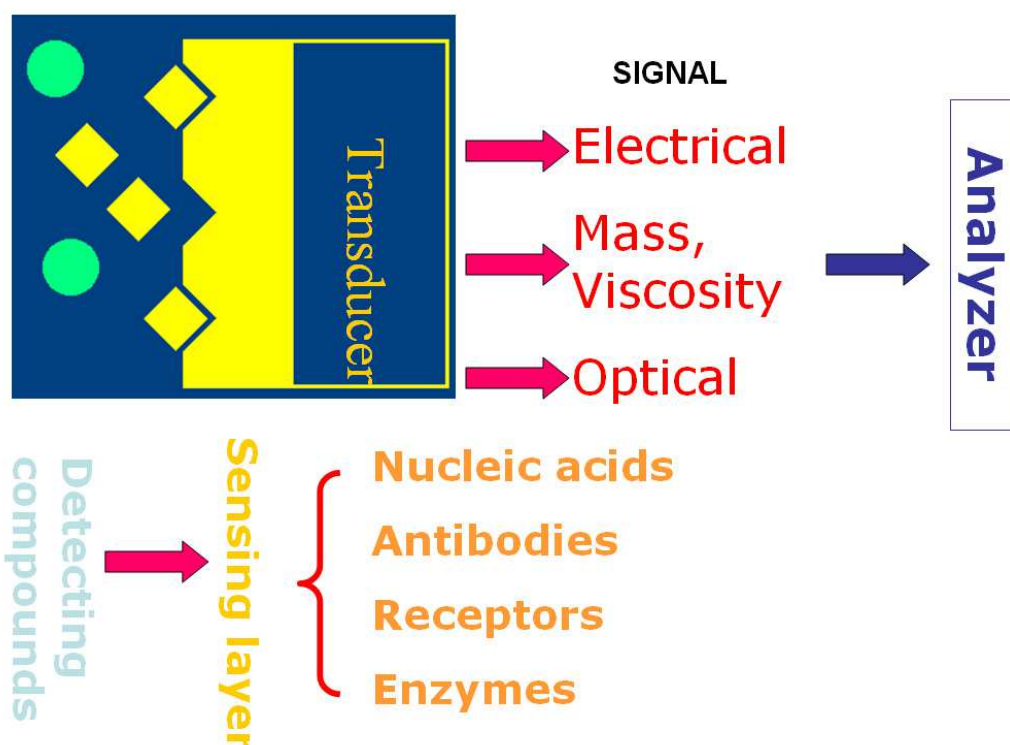 SIGNAL
Transducer
Electrical
Mass,
Viscosity
Optical
Analyzer
Detecting
compounds
Sensing layer
Nucleic acids
Antibodies
Receptors
Enzymes